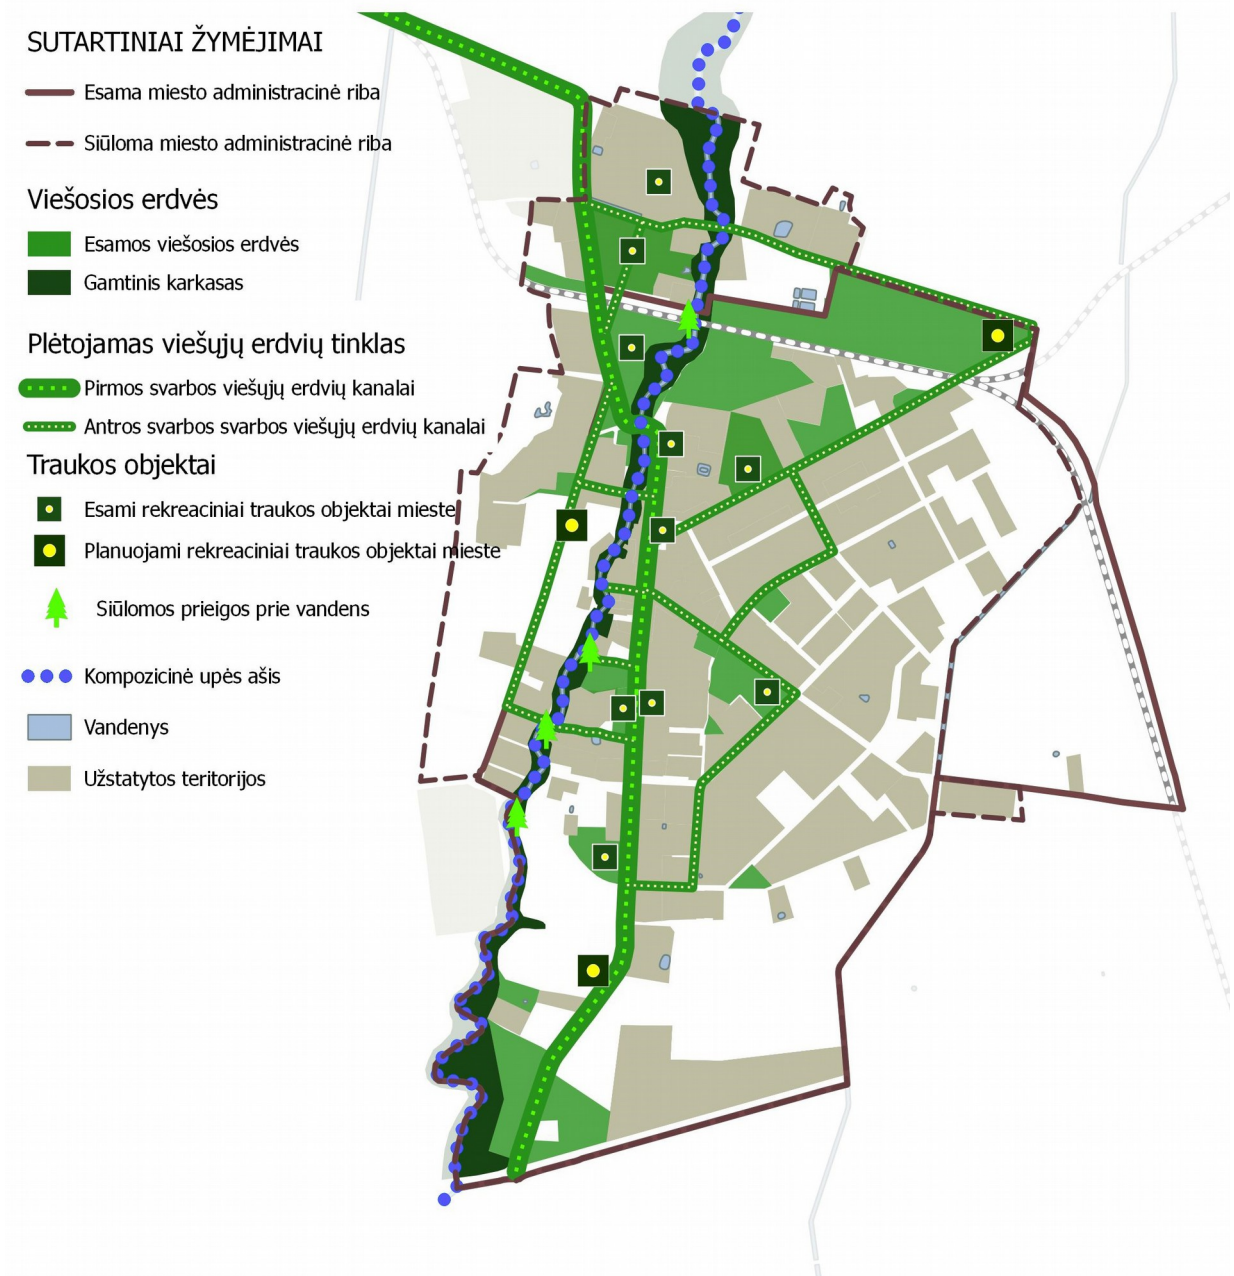 SUTARTINIAI ŽYMĖJIMAI
Esama miesto administracinė riba
Siūloma miesto administracinė riba
Viešosios erdvės
Esamos viešosios erdvės
Gamtinis karkasas
Plėtojamas viešųjų erdvių tinklas
Pirmos svarbos viešųjų erdvių kanalai
Antros svarbos svarbos viešųjų erdvių kanalai
Traukos objektai
Esami rekreaciniai traukos objektai mieste
Planuojami rekreaciniai traukos objektai mieste
Siūlomos prieigos prie vandens
Kompozicinė upės ašis
Vandenys
Užstatytos teritorijos